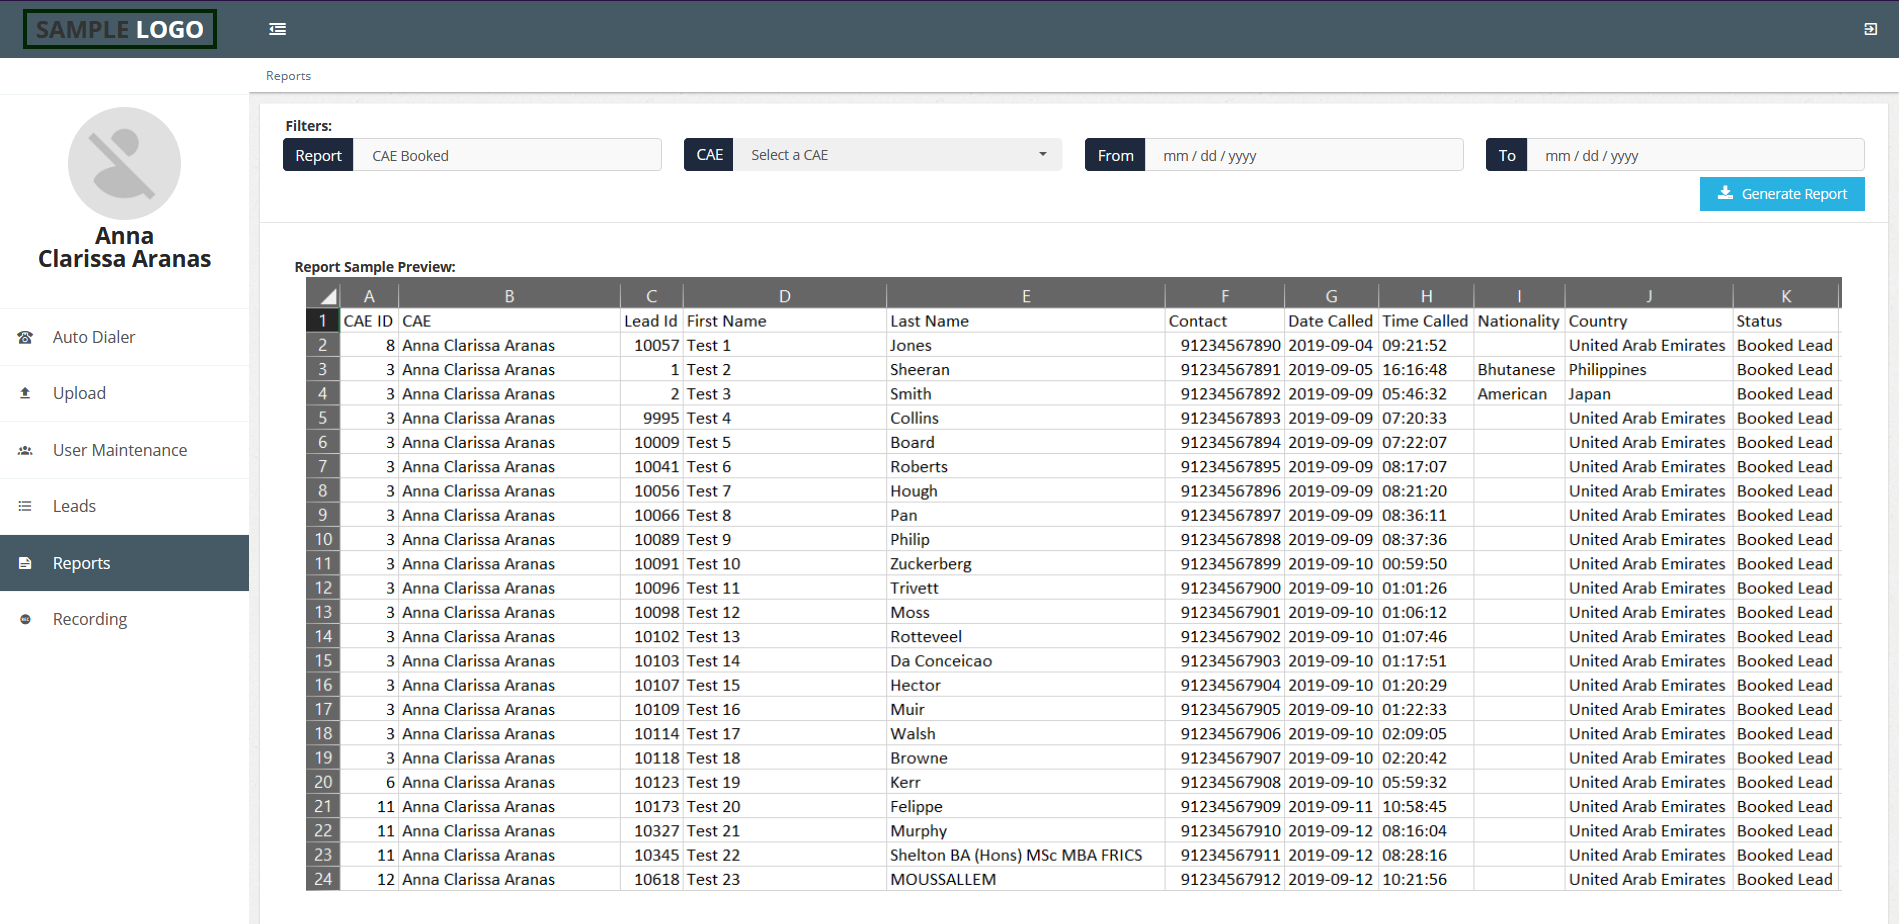 SAMPLE LOGO
Reports
Anna
Clarissa Aranas
Auto Dialer
Upload
User Maintenance
Leads
Reports
Recording
Filters:
Report CAE Booked CAE Select a CAE From mm / dd / yyyy To mm / dd / yyyy
Generate Report
Report Sample Preview:
A B C D E F G H I J K
1 CAE ID CAE Lead Id First Name Last Name Contact Date Called Time Called Nationality Country Status
2 8 Anna Clarissa Aranas 10057 Test 1 Jones 91234567890 2019-09-04 09:21:52 United Arab Emirates Booked Lead
3 3 Anna Clarissa Aranas 1 Test 2 Sheeran 91234567891 2019-09-05 16:16:48 Bhutanese Philippines Booked Lead
4 3 Anna Clarissa Aranas 2 Test 3 Smith 91234567892 2019-09-09 05:46:32 American Japan Booked Lead
5 3 Anna Clarissa Aranas 9995 Test 4 Collins 91234567893 2019-09-09 07:20:33 United Arab Emirates Booked Lead
6 3 Anna Clarissa Aranas 10009 Test 5 Board 91234567894 2019-09-09 07:22:07 United Arab Emirates Booked Lead
7 3 Anna Clarissa Aranas 10041 Test 6 Roberts 91234567895 2019-09-09 08:17:07 United Arab Emirates Booked Lead
8 3 Anna Clarissa Aranas 10056 Test 7 Hough 91234567896 2019-09-09 08:21:20 United Arab Emirates Booked Lead
9 3 Anna Clarissa Aranas 10066 Test 8 Pan 91234567897 2019-09-09 08:36:11 United Arab Emirates Booked Lead
10 3 Anna Clarissa Aranas 10089 Test 9 Philip 91234567898 2019-09-09 08:37:36 United Arab Emirates Booked Lead
11 3 Anna Clarissa Aranas 10091 Test 10 Zuckerberg 91234567899 2019-09-10 00:59:50 United Arab Emirates Booked Lead
12 3 Anna Clarissa Aranas 10096 Test 11 Trivett 91234567900 2019-09-10 01:01:26 United Arab Emirates Booked Lead
13 3 Anna Clarissa Aranas 10098 Test 12 Moss 91234567901 2019-09-10 01:06:12 United Arab Emirates Booked Lead
14 3 Anna Clarissa Aranas 10102 Test 13 Rotteveel 91234567902 2019-09-10 01:07:46 United Arab Emirates Booked Lead
15 3 Anna Clarissa Aranas 10103 Test 14 Da Conceicao 91234567903 2019-09-10 01:17:51 United Arab Emirates Booked Lead
16 3 Anna Clarissa Aranas 10107 Test 15 Hector 91234567904 2019-09-10 01:20:29 United Arab Emirates Booked Lead
17 3 Anna Clarissa Aranas 10109 Test 16 Muir 91234567905 2019-09-10 01:22:33 United Arab Emirates Booked Lead
18 3 Anna Clarissa Aranas 10114 Test 17 Walsh 91234567906 2019-09-10 02:09:05 United Arab Emirates Booked Lead
19 3 Anna Clarissa Aranas 10118 Test 18 Browne 91234567907 2019-09-10 02:20:42 United Arab Emirates Booked Lead
20 6 Anna Clarissa Aranas 10123 Test 19 Kerr 91234567908 2019-09-10 05:59:32 United Arab Emirates Booked Lead
21 11 Anna Clarissa Aranas 10173 Test 20 Felippe 91234567909 2019-09-11 10:58:45 United Arab Emirates Booked Lead
22 11 Anna Clarissa Aranas 10327 Test 21 Murphy 91234567910 2019-09-12 08:16:04 United Arab Emirates Booked Lead
23 11 Anna Clarissa Aranas 10345 Test 22 Shelton BA (Hons) MSc MBA FRICS 91234567911 2019-09-12 08:28:16 United Arab Emirates Booked Lead
24 12 Anna Clarissa Aranas 10618 Test 23 MOUSSALLEM 91234567912 2019-09-12 10:21:56 United Arab Emirates Booked Lead